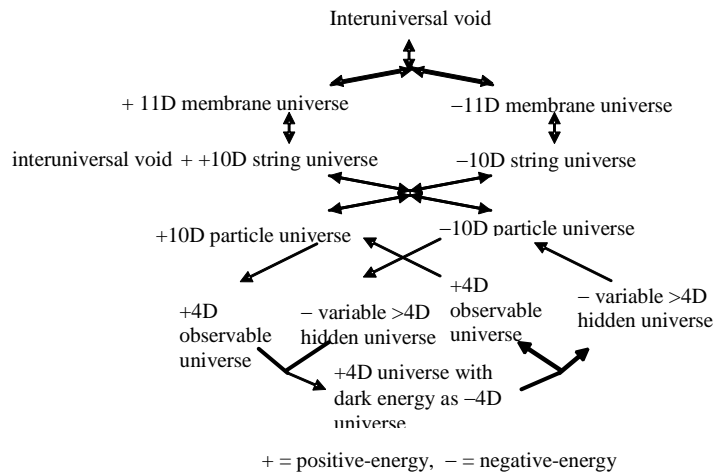 Interuniversal void
+ 11D membrane universe
−11D membrane universe
interuniversal void + +10D string universe
−10D string universe
+10D particle universe
−10D particle universe
+4D
observable
universe
− variable >4D
hidden universe
+4D
observable
universe
− variable >4D
hidden universe
+4D universe with
dark energy as −4D
universe
+ = positive-energy, − = negative-energy